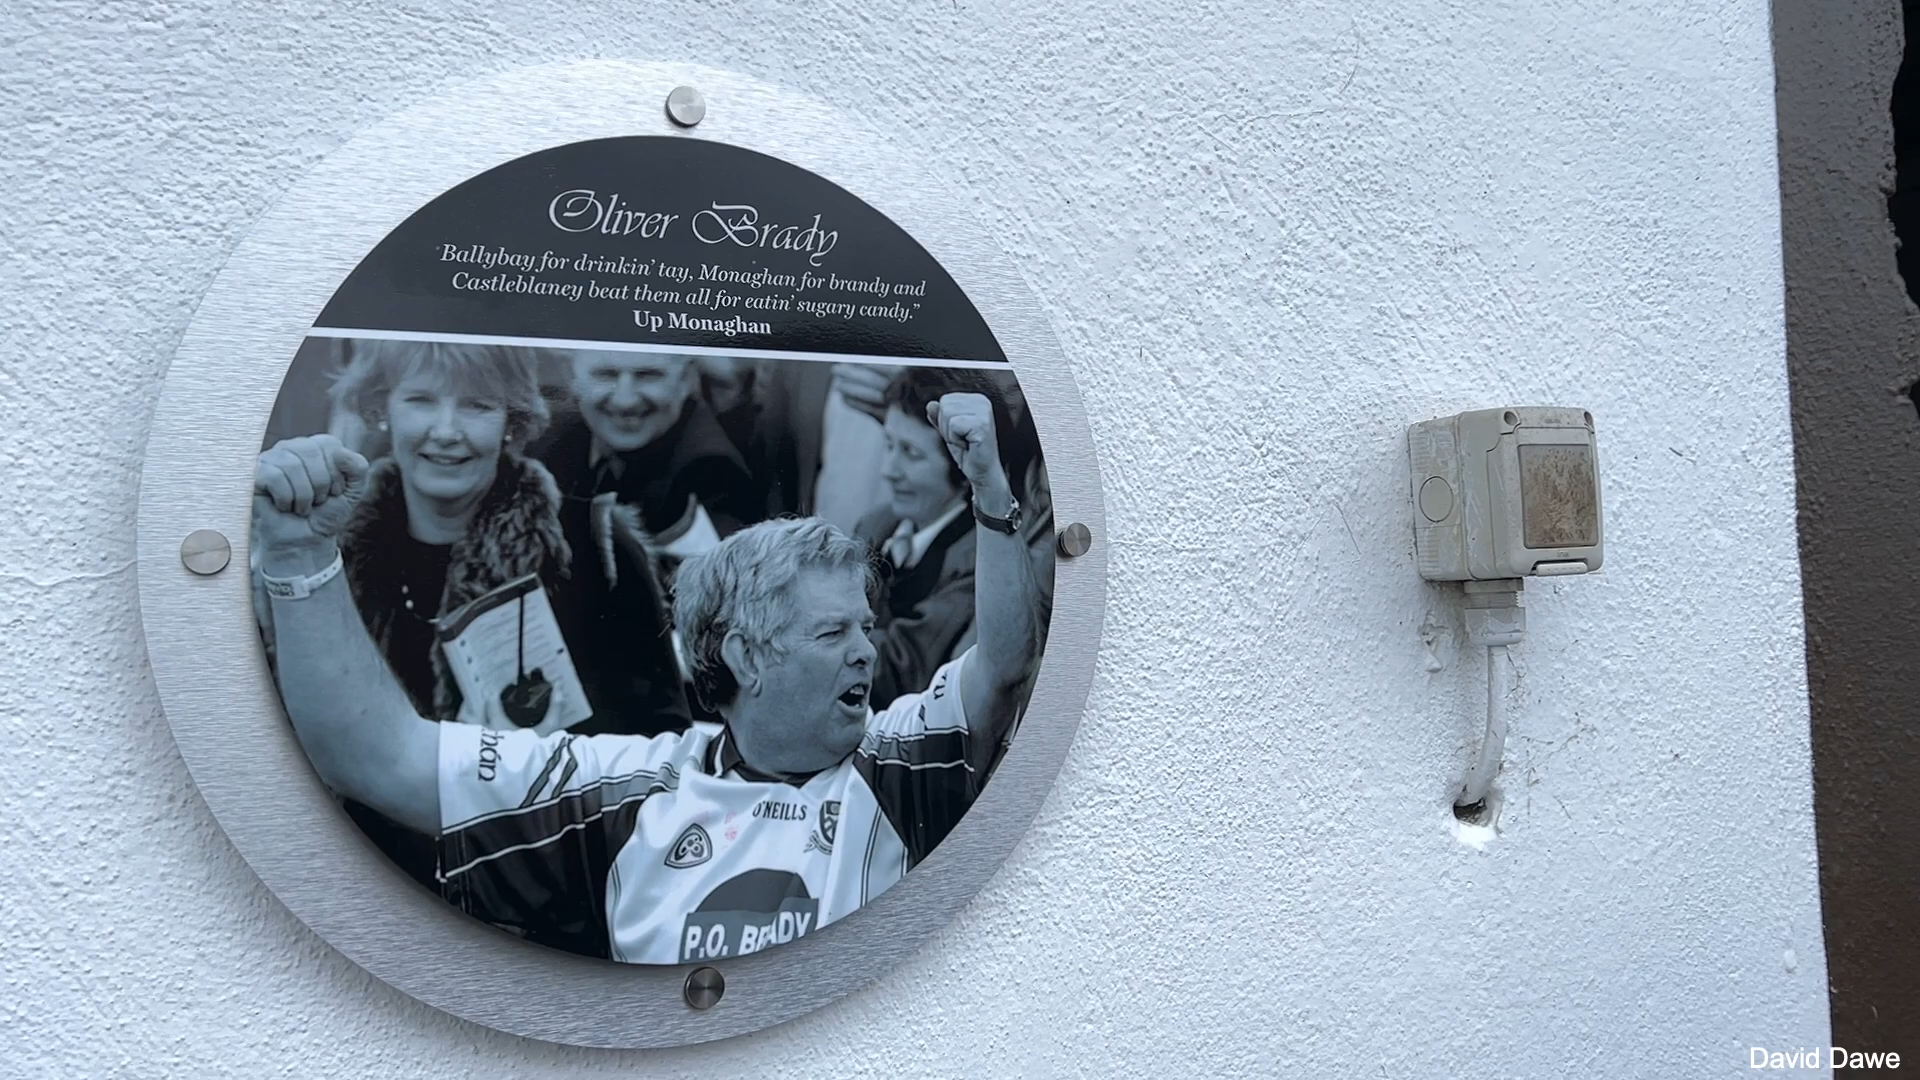 Oliver Brady
"Ballybay for drinkin' tay, Monaghan for brandy and
Castleblaney beat them all for eatin' sugary candy."
Up Monaghan
O'NEILLS
P.O. BRADY
David Dawe